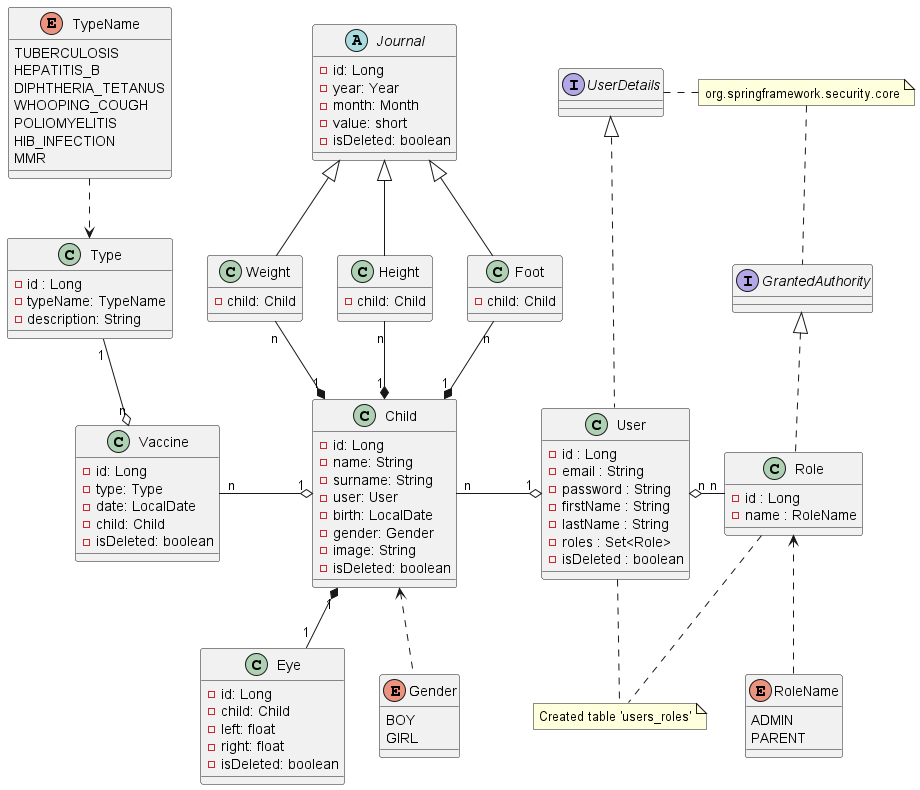 E TypeName
TUBERCULOSIS
HEPATITIS_B
DIPHTHERIA_TETANUS
WHOOPING_COUGH
POLIOMYELITIS
HIB_INFECTION
MMR
A Journal
id: Long
year: Year
month: Month
value: short
isDeleted: boolean
I UserDetails
org.springframework.security.core
C Type
id : Long
typeName: TypeName
description: String
C Weight
child: Child
C Height
child: Child
C Foot
child: Child
I GrantedAuthority
1
n
n
n
n
1
1
1
C Vaccine
id: Long
type: Type
date: LocalDate
child: Child
isDeleted: boolean
n
1
C Child
id: Long
name: String
surname: String
user: User
birth: LocalDate
gender: Gender
image: String
isDeleted: boolean
n
1
C User
id : Long
email : String
password : String
firstName : String
lastName : String
roles : Set<Role>
isDeleted : boolean
n
n
C Role
id : Long
name : RoleName
1
1
C Eye
id: Long
child: Child
left: float
right: float
isDeleted: boolean
E Gender
BOY
GIRL
Created table 'users_roles'
E RoleName
ADMIN
PARENT